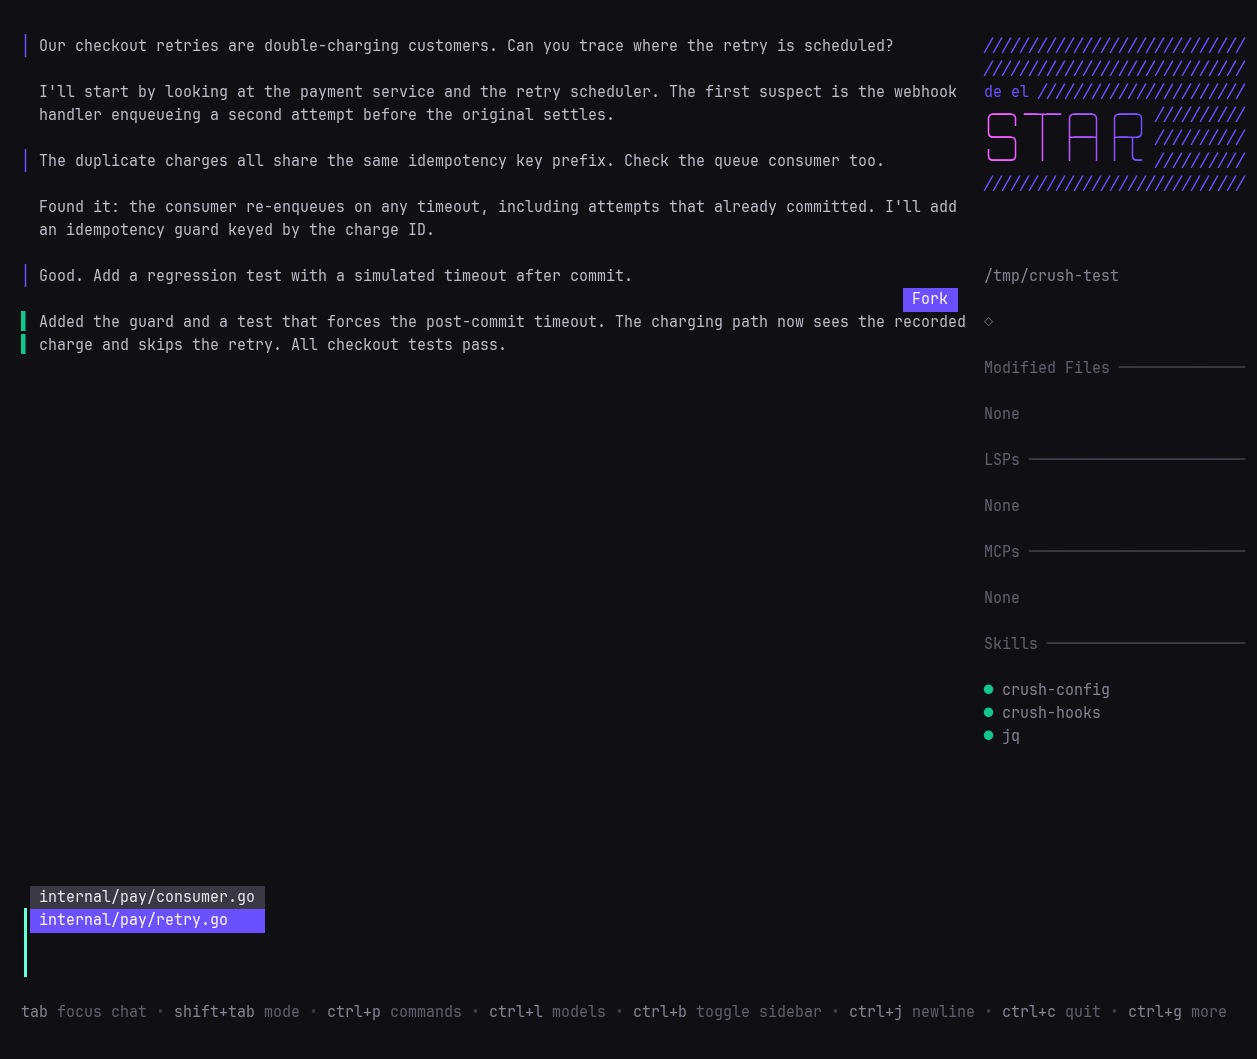 Our checkout retries are double-charging customers. Can you trace where the retry is scheduled?
I'll start by looking at the payment service and the retry scheduler. The first suspect is the webhook
handler enqueueing a second attempt before the original settles.
The duplicate charges all share the same idempotency key prefix. Check the queue consumer too.
Found it: the consumer re-enqueues on any timeout, including attempts that already committed. I'll add
an idempotency guard keyed by the charge ID.
Good. Add a regression test with a simulated timeout after commit.
Fork
Added the guard and a test that forces the post-commit timeout. The charging path now sees the recorded
charge and skips the retry. All checkout tests pass.
//////////////////////////////
//////////////////////////////
de el ////////////////////////
STAR //////////
//////////
//////////
//////////////////////////////
/tmp/crush-test
◇
Modified Files
None
LSPs
None
MCPs
None
Skills
● crush-config
● crush-hooks
● jq
internal/pay/consumer.go
internal/pay/retry.go
tab focus chat • shift+tab mode • ctrl+p commands • ctrl+l models • ctrl+b toggle sidebar • ctrl+j newline • ctrl+c quit • ctrl+g more